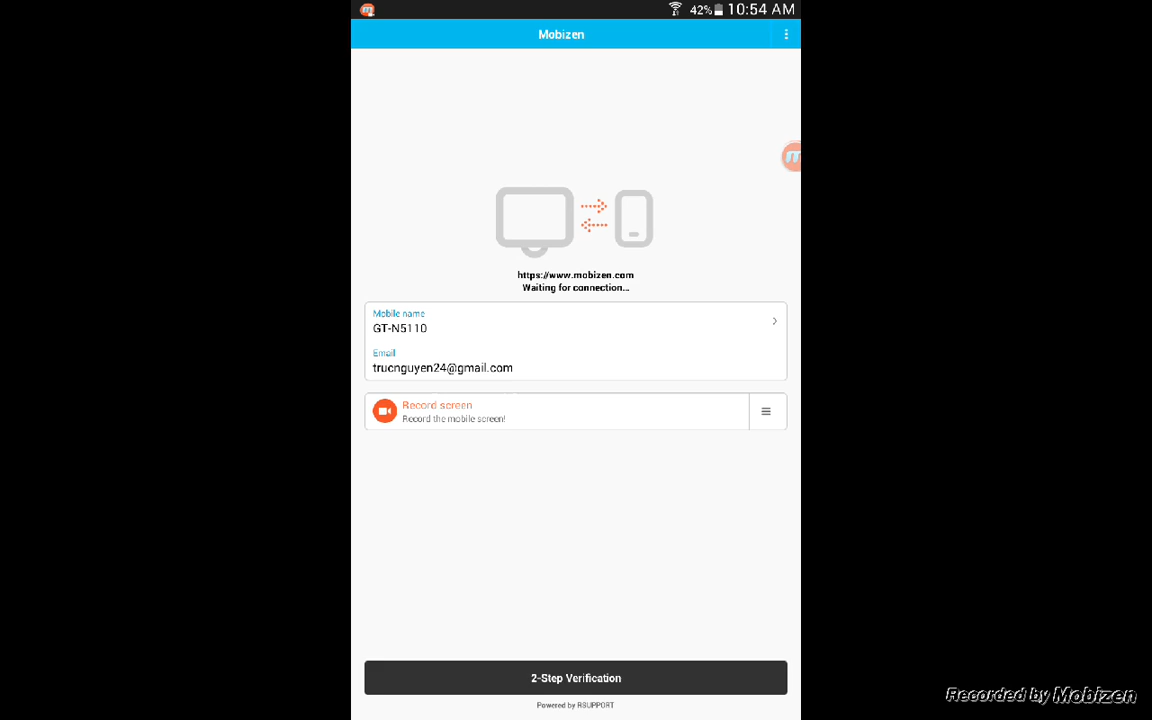 42% 10:54 AM
Mobizen
https://www.mobizen.com
Waiting for connection...
Mobile name
GT-N5110
Email
trucnguyen24@gmail.com
Record screen
Record the mobile screen!
2-Step Verification
Powered by RSUPPORT
Recorded by Mobizen